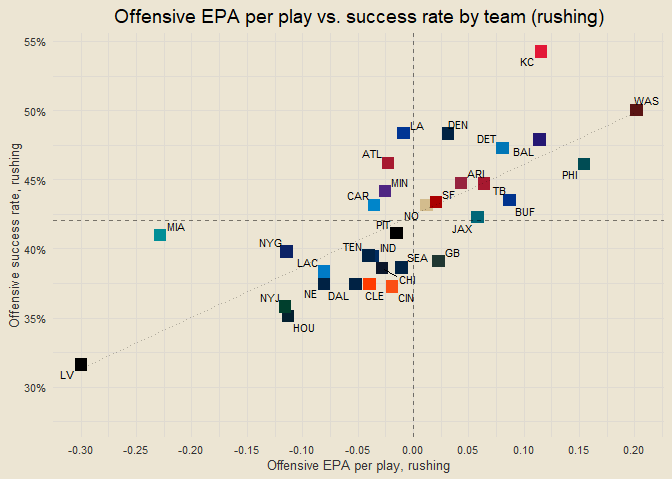 Offensive EPA per play vs. success rate by team (rushing)
55%
KC
WAS
50%
LA
DEN
DET
BAL
ATL
PHI
45%
MIN
ARI
CAR
SF
TB
NO
BUF
PIT
JAX
MIA
40%
NYG
TEN
IND
GB
LAC
SEA
CHI
NE
DAL
CLE
CIN
NYJ
35%
HOU
LV
30%
Offensive success rate, rushing
-0.30
-0.25
-0.20
-0.15
-0.10
-0.05
0.00
0.05
0.10
0.15
0.20
Offensive EPA per play, rushing